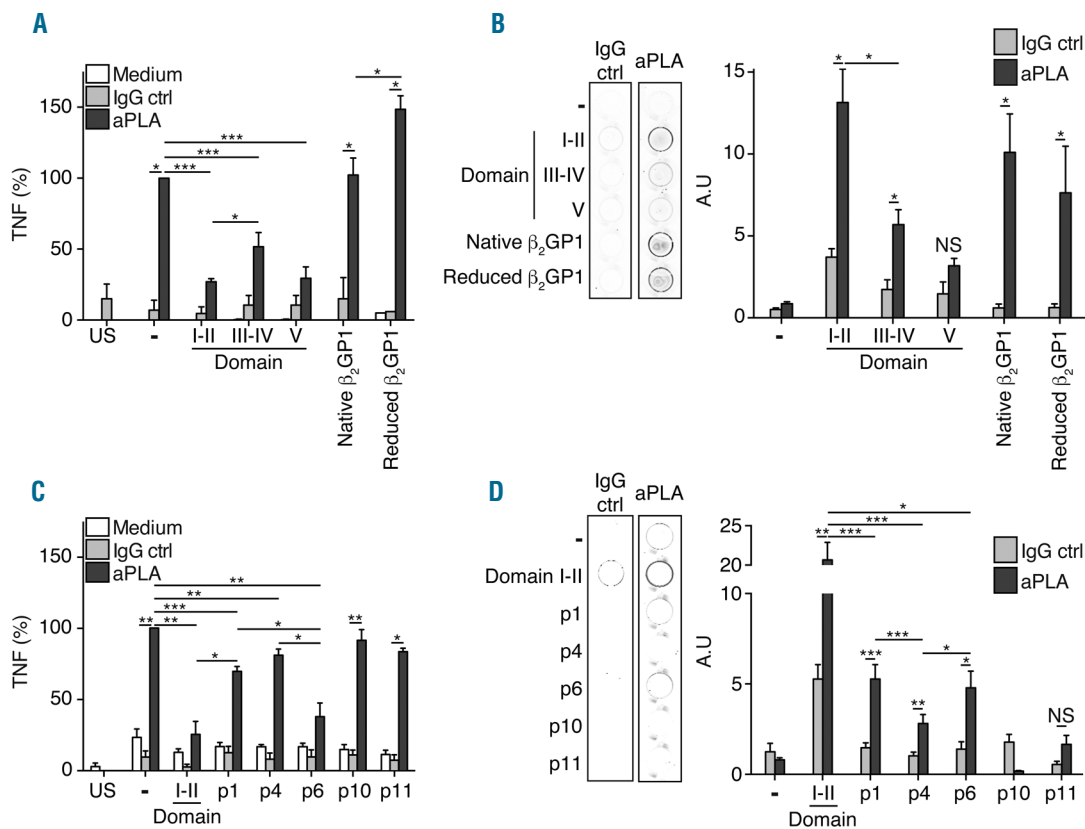 A
TNF (%)
150
100
50
0
Medium
IgG ctrl
aPLA
* *** *** *** * * * *
US - I-II III-IV V
Domain
Native β2GP1
Reduced β2GP1
B
IgG ctrl
aPLA
-
Domain
I-II
III-IV
V
Native β2GP1
Reduced β2GP1
A.U
15
10
5
0
IgG ctrl
aPLA
* * * NS * *
- I-II III-IV V
Domain
Native β2GP1
Reduced β2GP1
C
TNF (%)
150
100
50
0
Medium
IgG ctrl
aPLA
**
**
***
*
** **
*
*
**
*
US - I-II p1 p4 p6 p10 p11
Domain
D
IgG ctrl
aPLA
-
Domain I-II
p1
p4
p6
p10
p11
A.U
25
20
5
0
IgG ctrl
aPLA
*
***
** ***
***
*
***
**
*
NS
- I-II p1 p4 p6 p10 p11
Domain